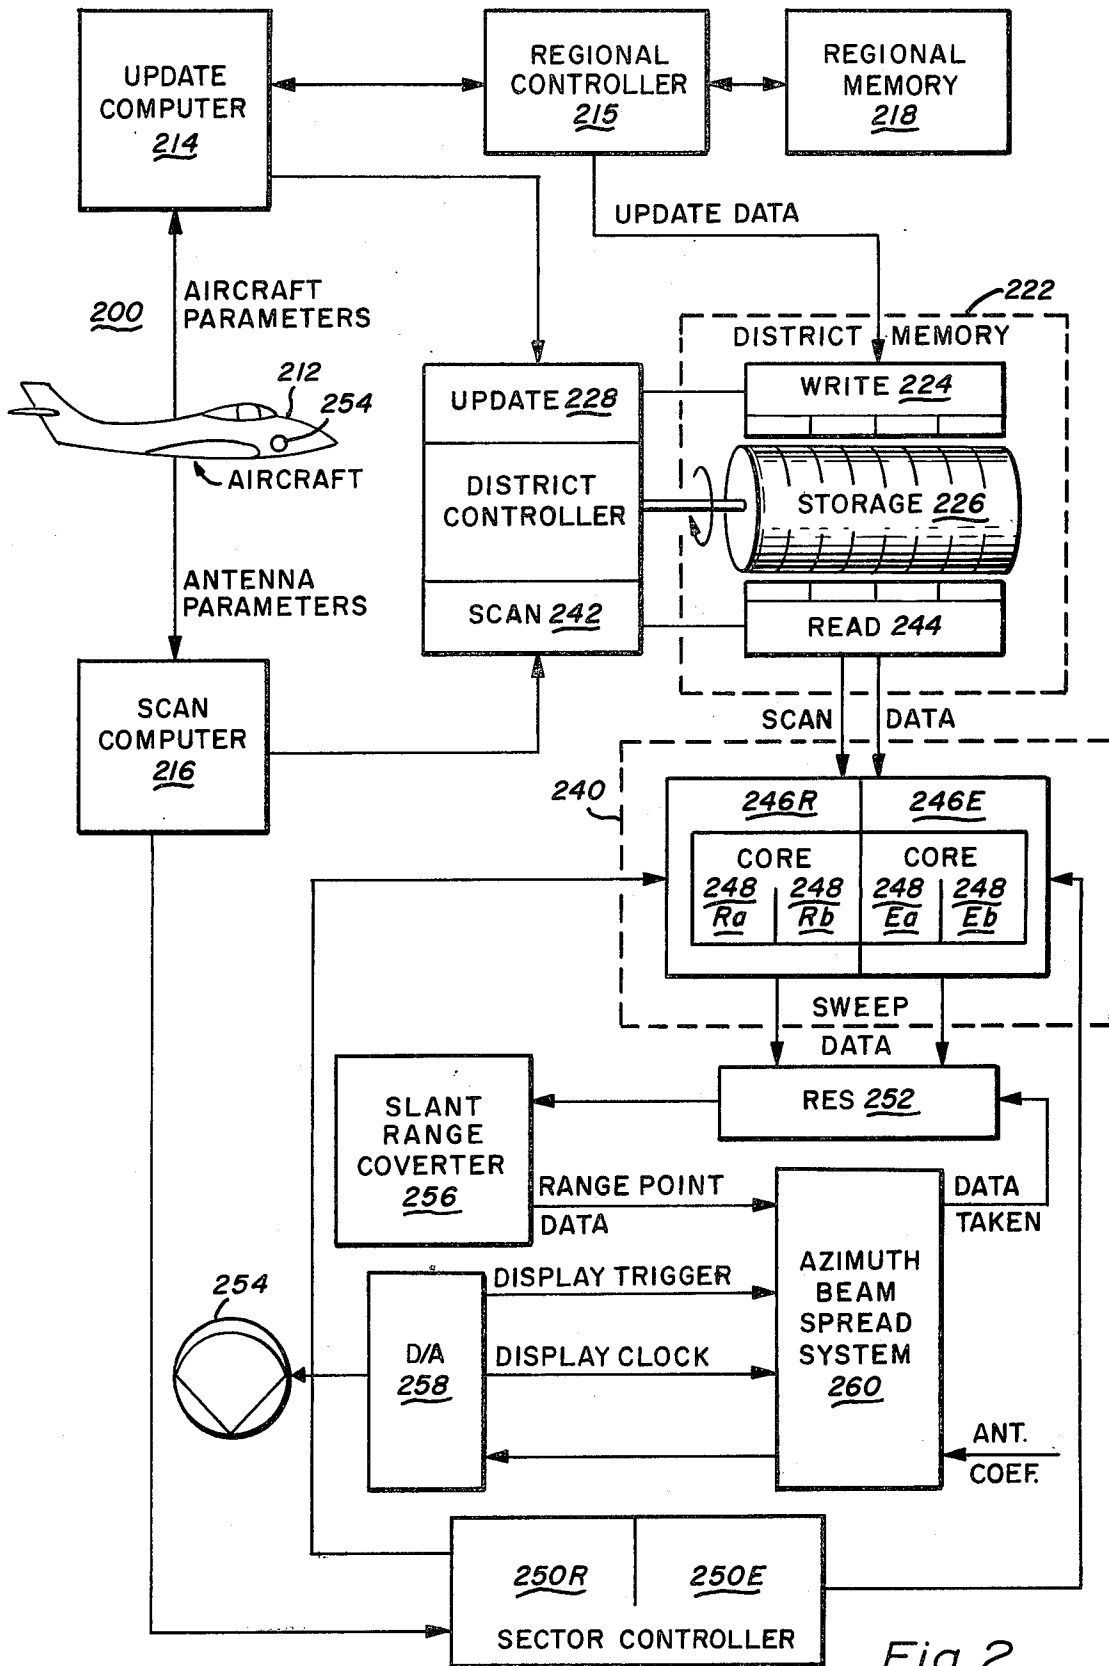 UPDATE
COMPUTER
214
REGIONAL
CONTROLLER
215
REGIONAL
MEMORY
218
UPDATE DATA
200
AIRCRAFT
PARAMETERS
212
254
AIRCRAFT
ANTENNA
PARAMETERS
222
DISTRICT MEMORY
WRITE 224
UPDATE 228
DISTRICT
CONTROLLER
STORAGE 226
SCAN 242
READ 244
SCAN
COMPUTER
216
SCAN DATA
240
246R
246E
CORE
248
Ra
248
Rb
CORE
248
Ea
248
Eb
SWEEP
DATA
RES 252
SLANT
RANGE
COVERTER
256
RANGE POINT
DATA
DATA
TAKEN
AZIMUTH
BEAM
SPREAD
SYSTEM
260
DISPLAY TRIGGER
254
D/A
258
DISPLAY CLOCK
ANT.
COEF.
250R
250E
SECTOR CONTROLLER
Fig 2